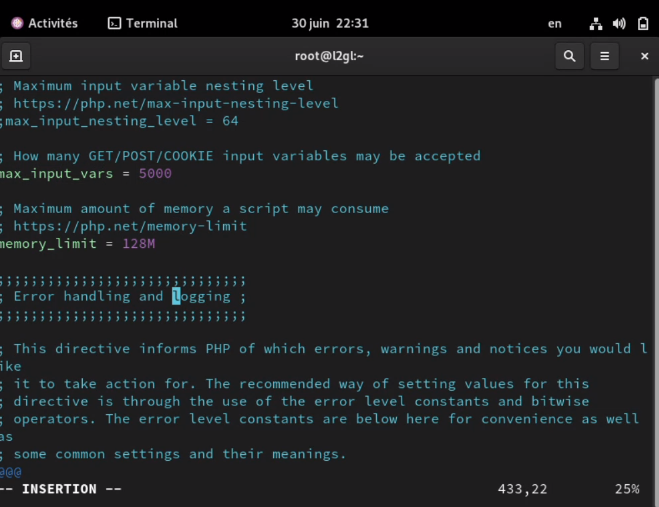 Activités
Terminal
30 juin 22:31
en
root@l2gl:~
; Maximum input variable nesting level
; https://php.net/max-input-nesting-level
;max_input_nesting_level = 64
; How many GET/POST/COOKIE input variables may be accepted
max_input_vars = 5000
; Maximum amount of memory a script may consume
; https://php.net/memory-limit
memory_limit = 128M
;;;;;;;;;;;;;;;;;;;;;;;;;;;;;;
; Error handling and logging ;
;;;;;;;;;;;;;;;;;;;;;;;;;;;;;;
; This directive informs PHP of which errors, warnings and notices you would l
ike
; it to take action for. The recommended way of setting values for this
; directive is through the use of the error level constants and bitwise
; operators. The error level constants are below here for convenience as well
as
; some common settings and their meanings.
@@@
-- INSERTION -- 433,22 25%